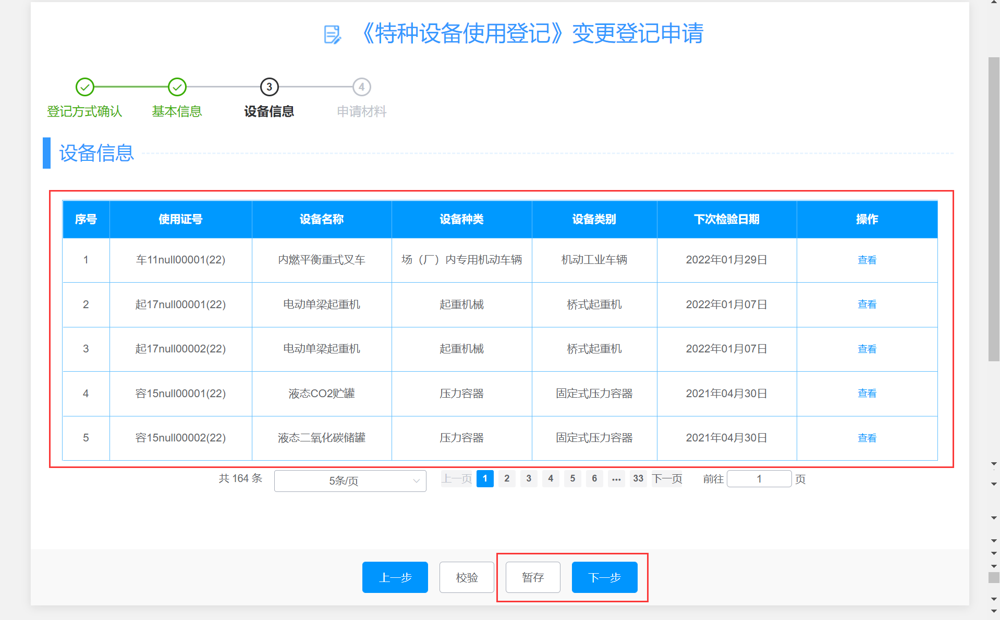 《特种设备使用登记》变更登记申请
3 4
登记方式确认 基本信息 设备信息 申请材料
设备信息
序号 使用证号 设备名称 设备种类 设备类别 下次检验日期 操作
1 车11null00001(22) 内燃平衡重式叉车 场（厂）内专用机动车辆 机动工业车辆 2022年01月29日 查看
2 起17null00001(22) 电动单梁起重机 起重机械 桥式起重机 2022年01月07日 查看
3 起17null00002(22) 电动单梁起重机 起重机械 桥式起重机 2022年01月07日 查看
4 容15null00001(22) 液态CO2贮罐 压力容器 固定式压力容器 2021年04月30日 查看
5 容15null00002(22) 液态二氧化碳储罐 压力容器 固定式压力容器 2021年04月30日 查看
共 164 条 5条/页 上一页 1 2 3 4 5 6 ... 33 下一页 前往 1 页
上一步 校验 暂存 下一步